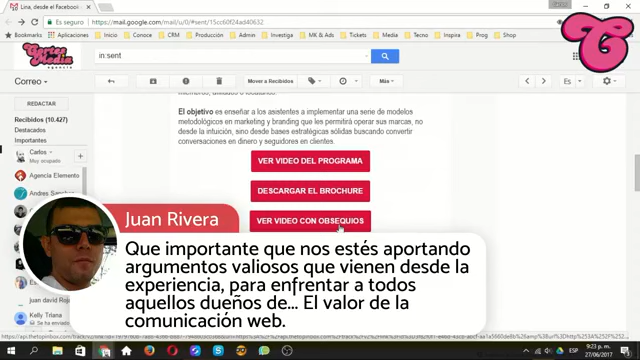 Lina, desde el Facebook
Es seguro
https://mail.google.com/mail/u/0/#sent/15cc60f24ad40632
Aplicaciones
Bookmarks
Inicio
Conoce
CRM
Producción
Admin
Investiga
MK & Ads
Tickets
Media
Tectno
Inspira
Prog
Shop
Cortes Media
agencia
in:sent
Correo
Mover a Recibidos
Más
Es
REDACTAR
Recibidos (10.427)
Destacados
Importantes
Carlos
Muy ocupado
Agencia Elemento
Andres
juan david Roja
Kelly Triana
Se ha enviado
miembros, afiliados o locatarios.
El objetivo es enseñar a los asistentes a implementar una serie de modelos
metodológicos en marketing y branding que les permitirá operar sus marcas, no
desde la intuición, sino desde bases estratégicas sólidas buscando convertir
conversaciones en dinero y seguidores en clientes.
VER VIDEO DEL PROGRAMA
DESCARGAR EL BROCHURE
VER VIDEO CON OBSEQUIOS
Juan Rivera
Que importante que nos estés aportando
argumentos valiosos que vienen desde la
experiencia, para enfrentar a todos
aquellos dueños de... El valor de la
comunicación web.
ESP
9:23 p. m.
27/06/2017